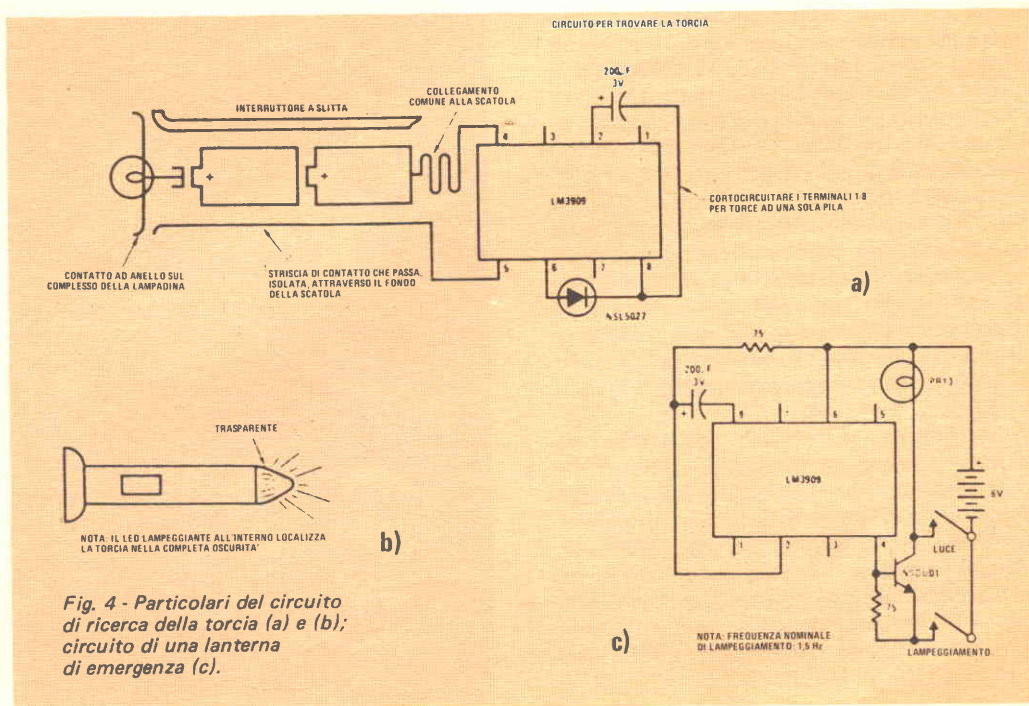 CIRCUITO PER TROVARE LA TORCIA
200µF
3V
+
COLLEGAMENTO
COMUNE ALLA SCATOLA
INTERRUTTORE A SLITTA
4 3 2 1
+ +
LM3909
CORTOCIRCUITARE I TERMINALI 1-8
PER TORCE AD UNA SOLA PILA
5 6 7 8
CONTATTO AD ANELLO SUL
COMPLESSO DELLA LAMPADINA
STRISCIA DI CONTATTO CHE PASSA,
ISOLATA, ATTRAVERSO IL FONDO
DELLA SCATOLA
NSL5027
a)
75
200µF
3V
+
PR13
8 7 6 5
LM3909
+
6V
1 2 3 4
LUCE
NSDU01
75
LAMPEGGIAMENTO
NOTA: FREQUENZA NOMINALE
DI LAMPEGGIAMENTO: 1,5 Hz
c)
TRASPARENTE
NOTA: IL LED LAMPEGGIANTE ALL'INTERNO LOCALIZZA
LA TORCIA NELLA COMPLETA OSCURITA'
b)
Fig. 4 - Particolari del circuito
di ricerca della torcia (a) e (b);
circuito di una lanterna
di emergenza (c).